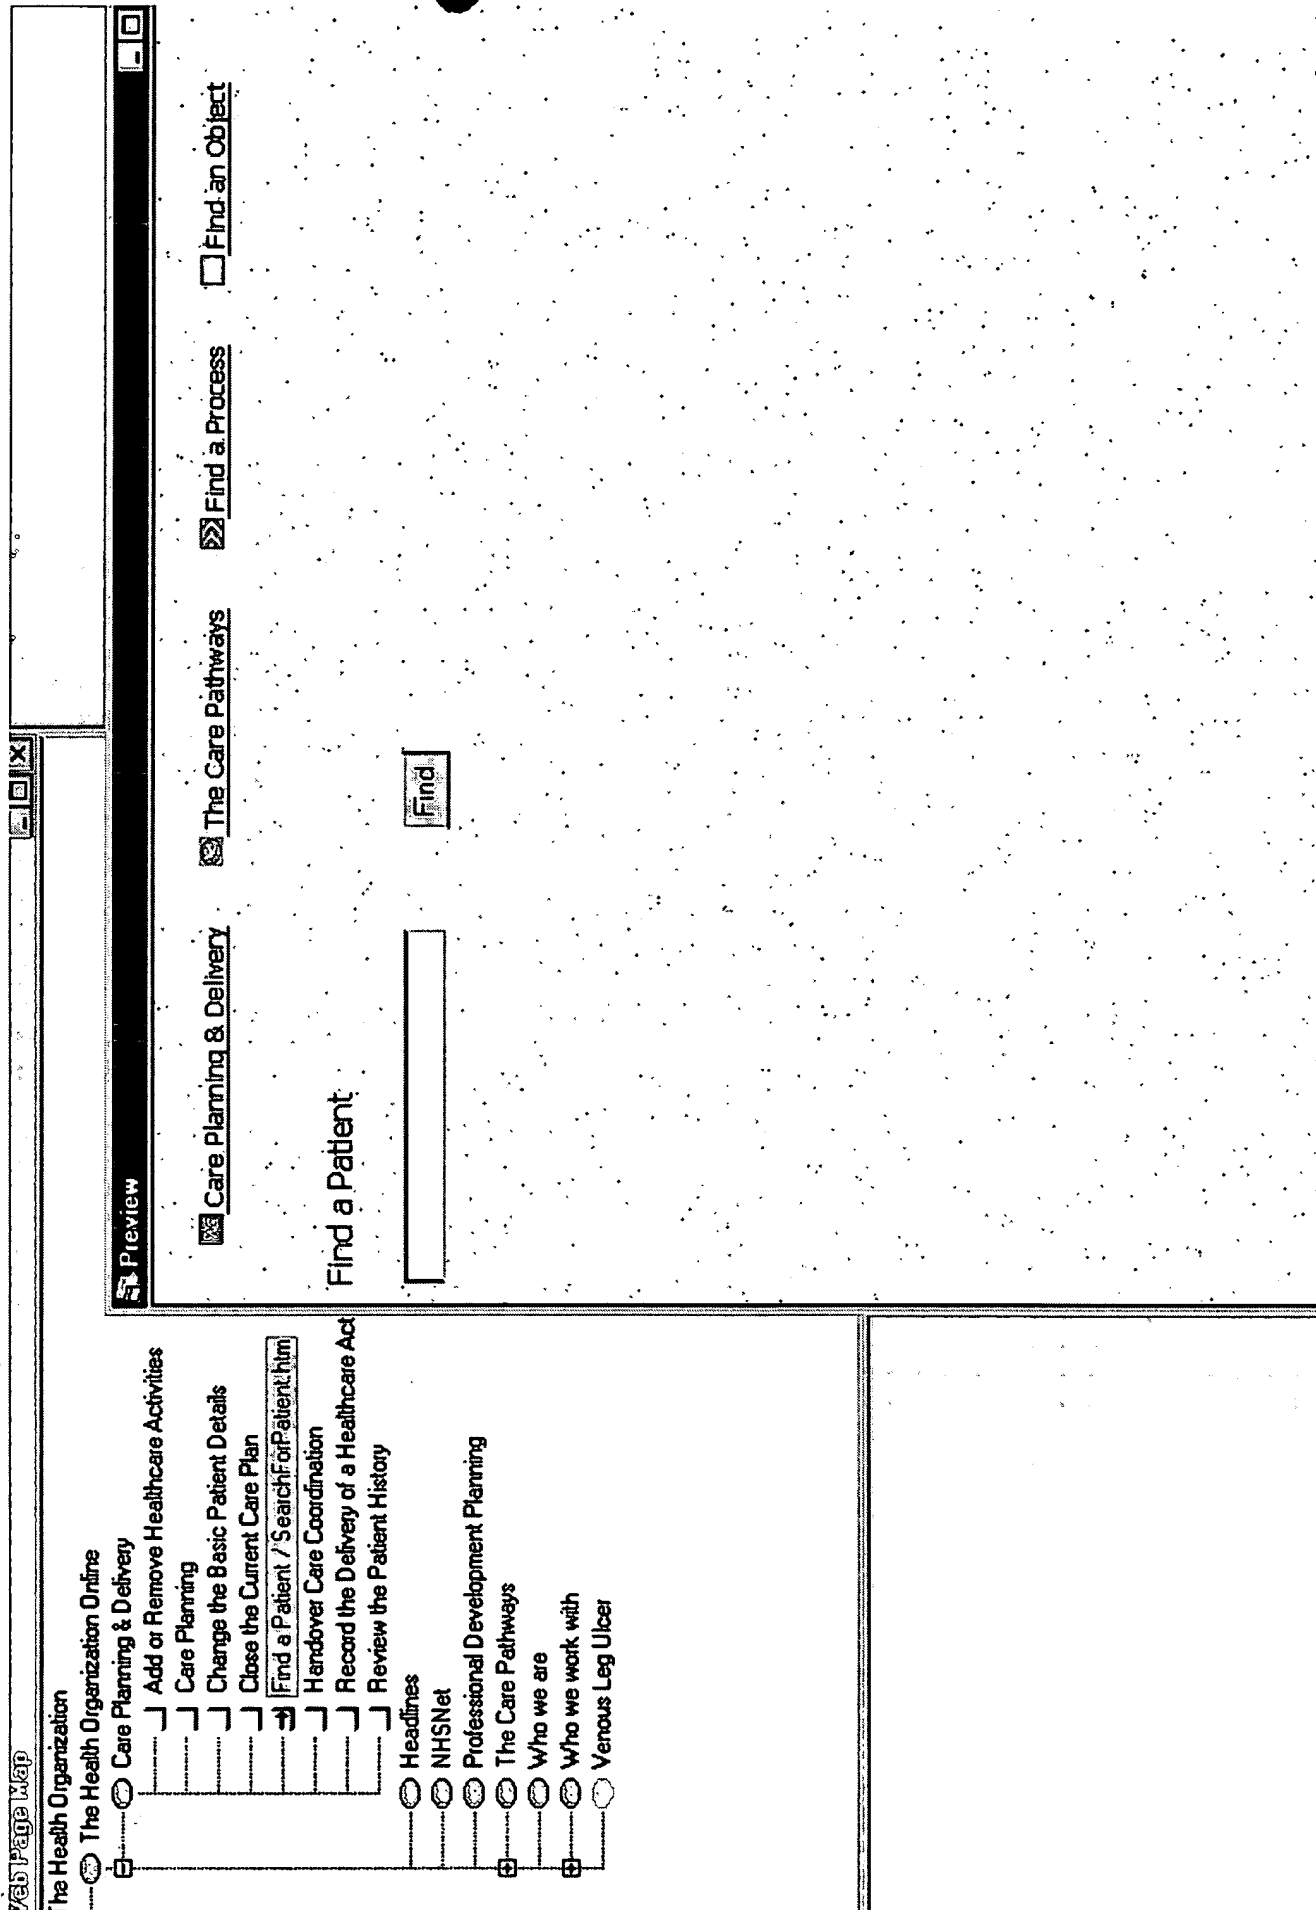 Web Page Map
The Health Organization
The Health Organization Online
Care Planning & Delivery
Add or Remove Healthcare Activities
Care Planning
Change the Basic Patient Details
Close the Current Care Plan
Find a Patient / SearchForPatient.htm
Handover Care Coordination
Record the Delivery of a Healthcare Act
Review the Patient History
Headlines
NHSNet
Professional Development Planning
The Care Pathways
Who we are
Who we work with
Venous Leg Ulcer
Preview
Care Planning & Delivery The Care Pathways >>> Find a Process Find an Object
Find a Patient
Find